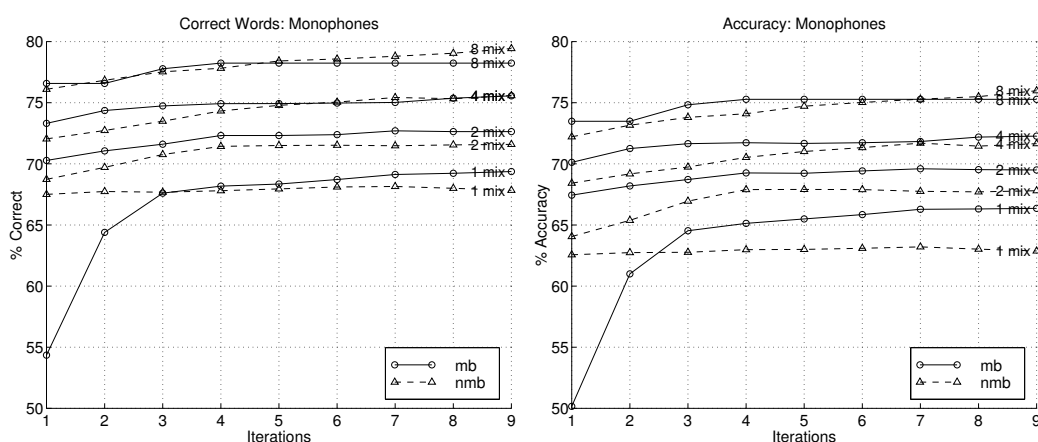 Correct Words: Monophones
80
75
70
65
60
55
50
% Correct
8 mix
8 mix
4 mix
4 mix
2 mix
2 mix
1 mix
1 mix
mb
nmb
1 2 3 4 5 6 7 8 9
Iterations
Accuracy: Monophones
80
75
70
65
60
55
50
% Accuracy
8 mix
8 mix
4 mix
4 mix
2 mix
2 mix
1 mix
1 mix
mb
nmb
1 2 3 4 5 6 7 8 9
Iterations